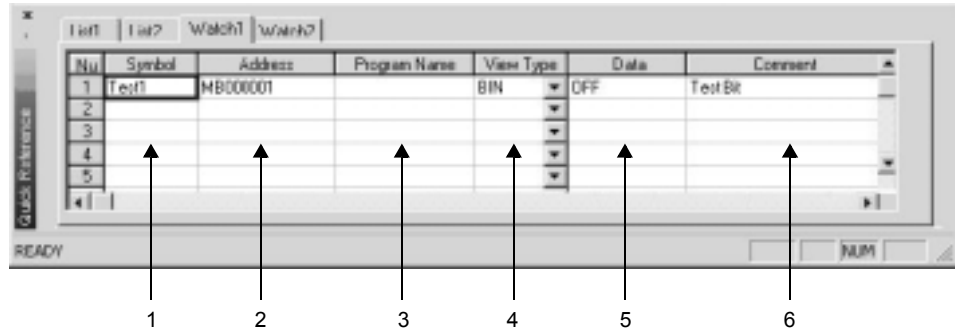 List1 List2 Watch1 Watch2
Nu Symbol Address Program Name View Type Data Comment
1 Test1 MB000001 BIN OFF Test Bit
2
3
4
5
Quick Reference
READY NUM
1 2 3 4 5 6